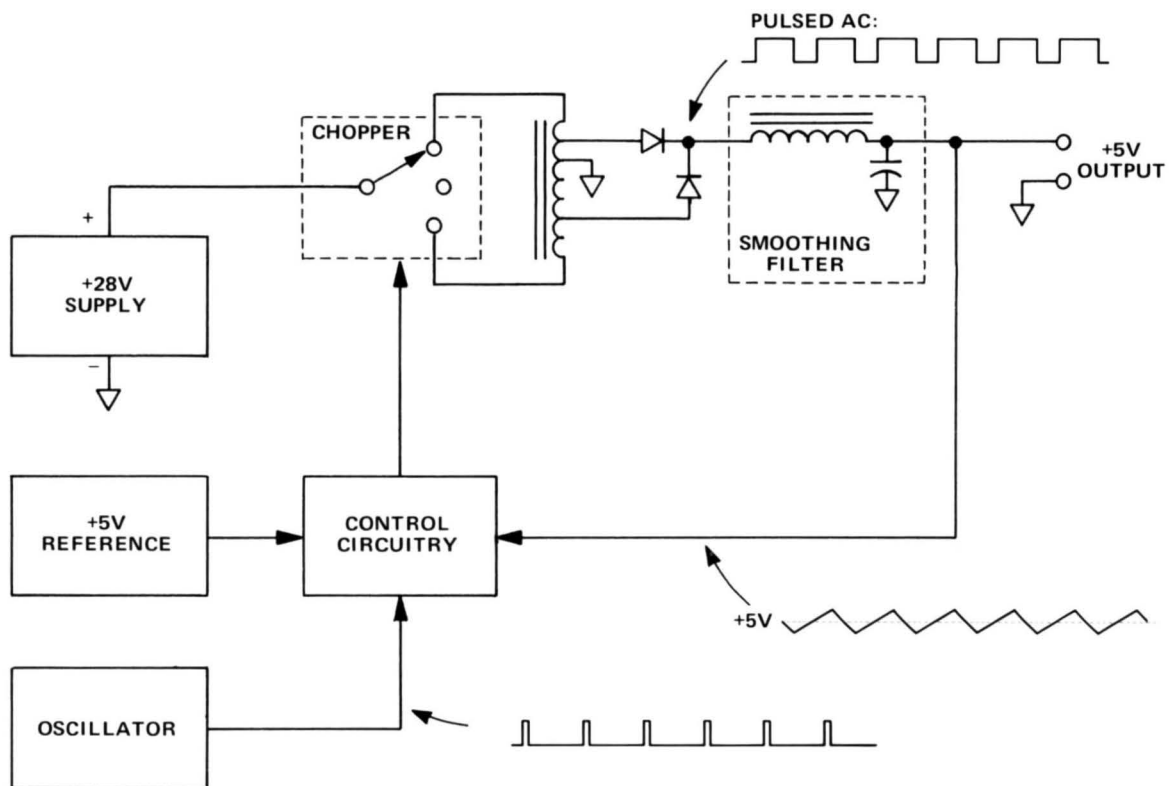 PULSED AC:
CHOPPER
+5V
OUTPUT
+
+28V
SUPPLY
−
SMOOTHING
FILTER
+5V
REFERENCE
CONTROL
CIRCUITRY
+5V
OSCILLATOR